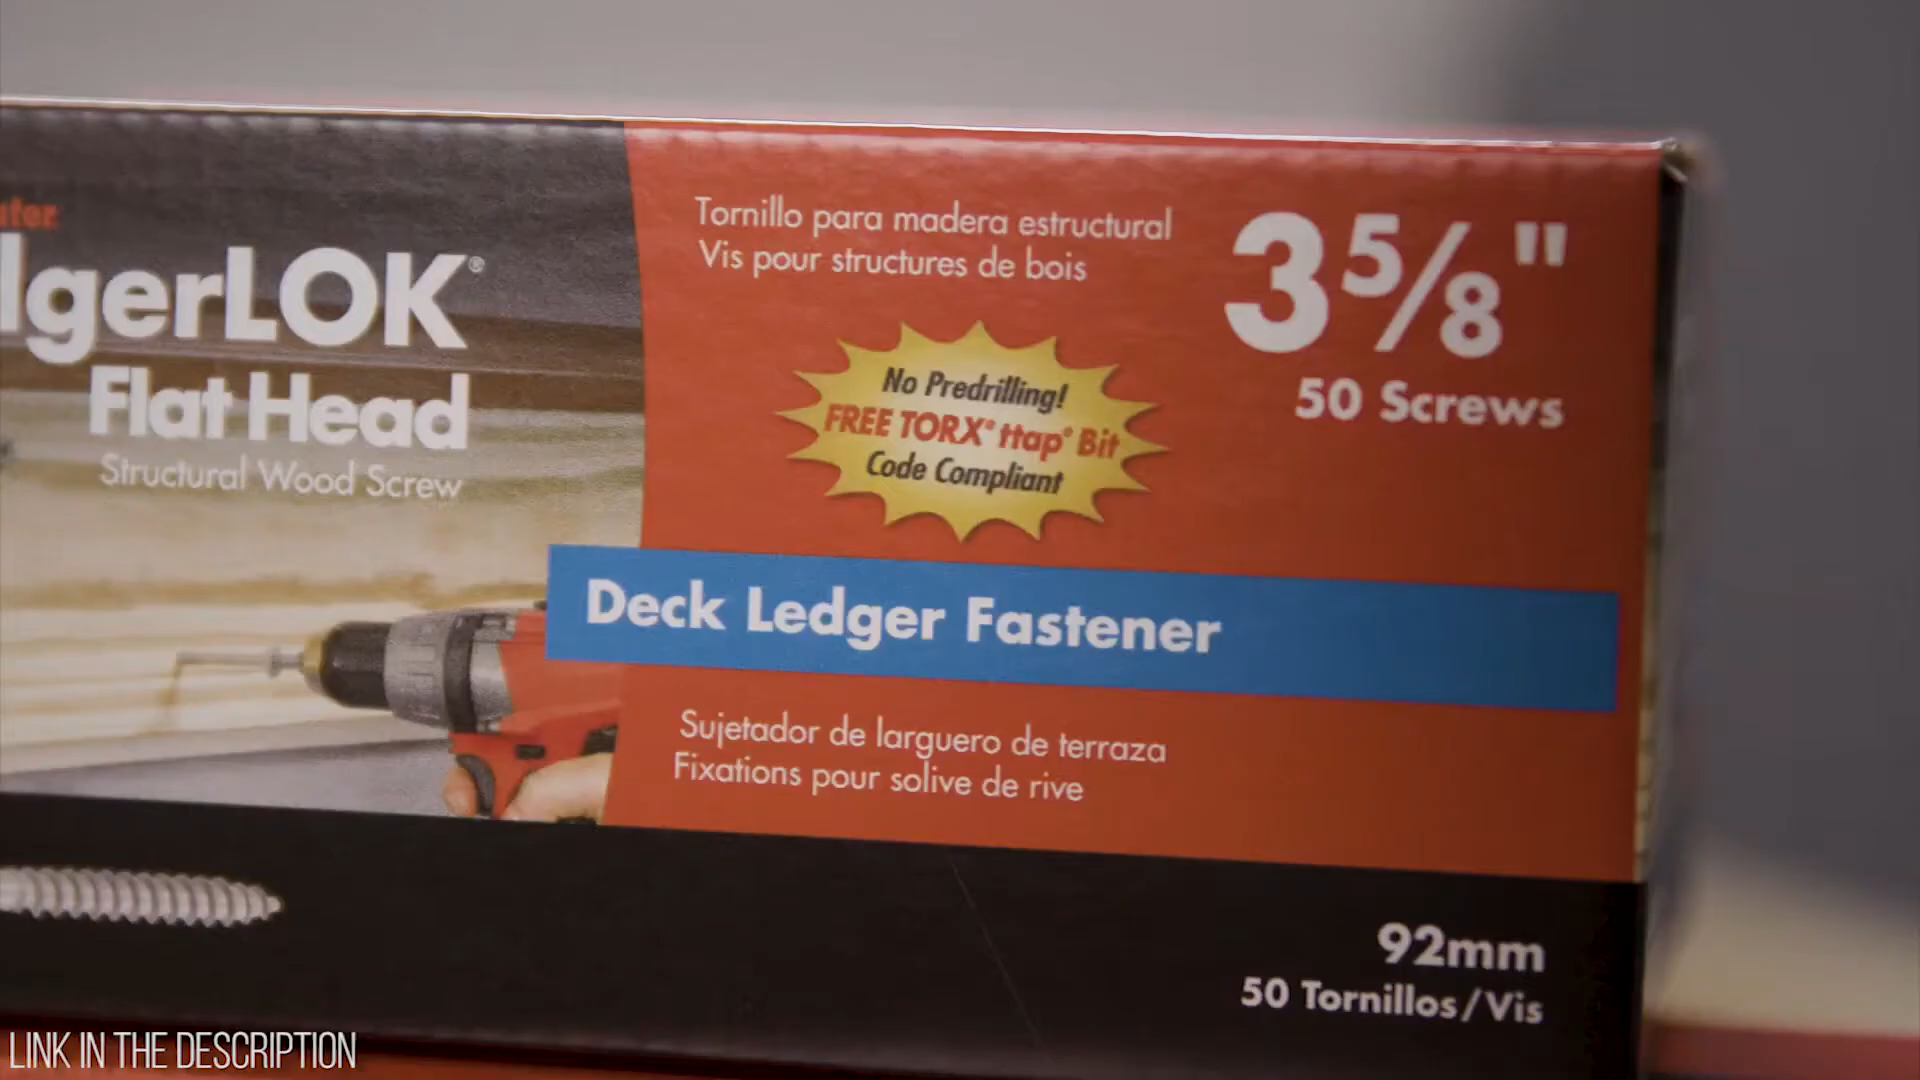 lgerLOK®
Flat Head
Structural Wood Screw
Tornillo para madera estructural
Vis pour structures de bois
3 5/8"
50 Screws
No Predrilling!
FREE TORX® ttap® Bit
Code Compliant
Deck Ledger Fastener
Sujetador de larguero de terraza
Fixations pour solive de rive
92mm
50 Tornillos/Vis
LINK IN THE DESCRIPTION